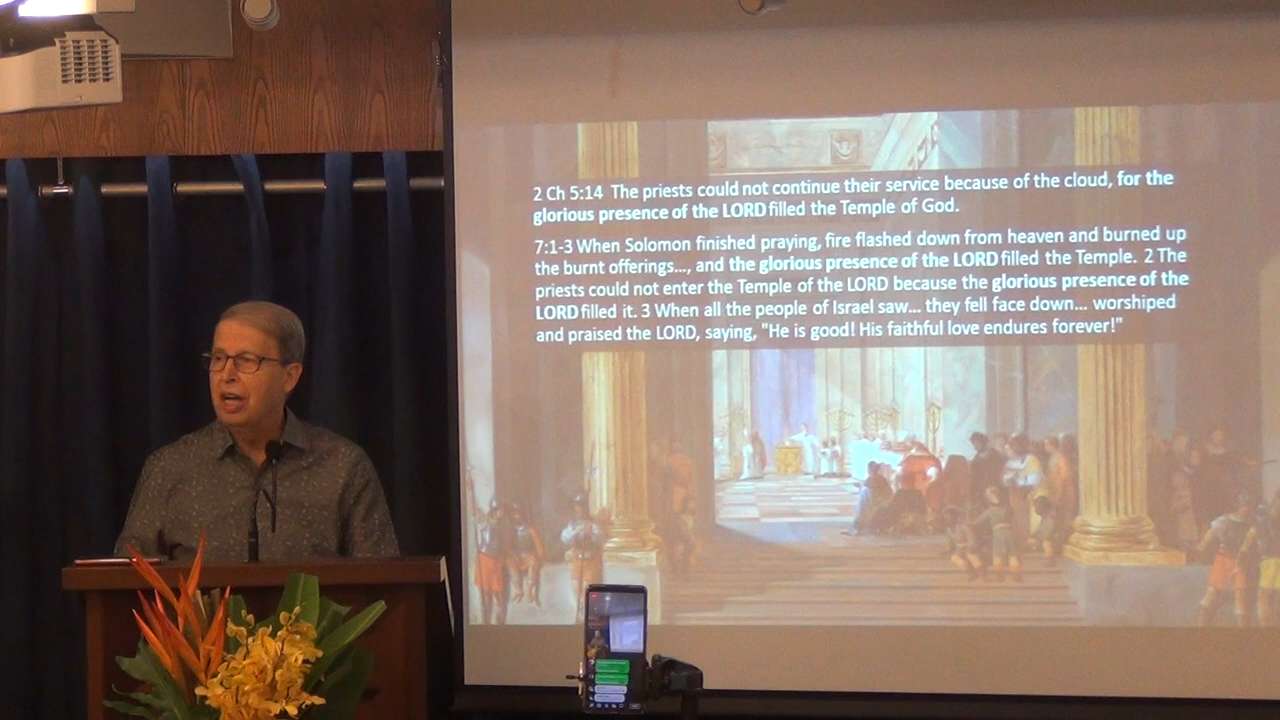 2 Ch 5:14 The priests could not continue their service because of the cloud, for the
glorious presence of the LORD filled the Temple of God.
7:1-3 When Solomon finished praying, fire flashed down from heaven and burned up
the burnt offerings..., and the glorious presence of the LORD filled the Temple. 2 The
priests could not enter the Temple of the LORD because the glorious presence of the
LORD filled it. 3 When all the people of Israel saw... they fell face down... worshiped
and praised the LORD, saying, "He is good! His faithful love endures forever!"